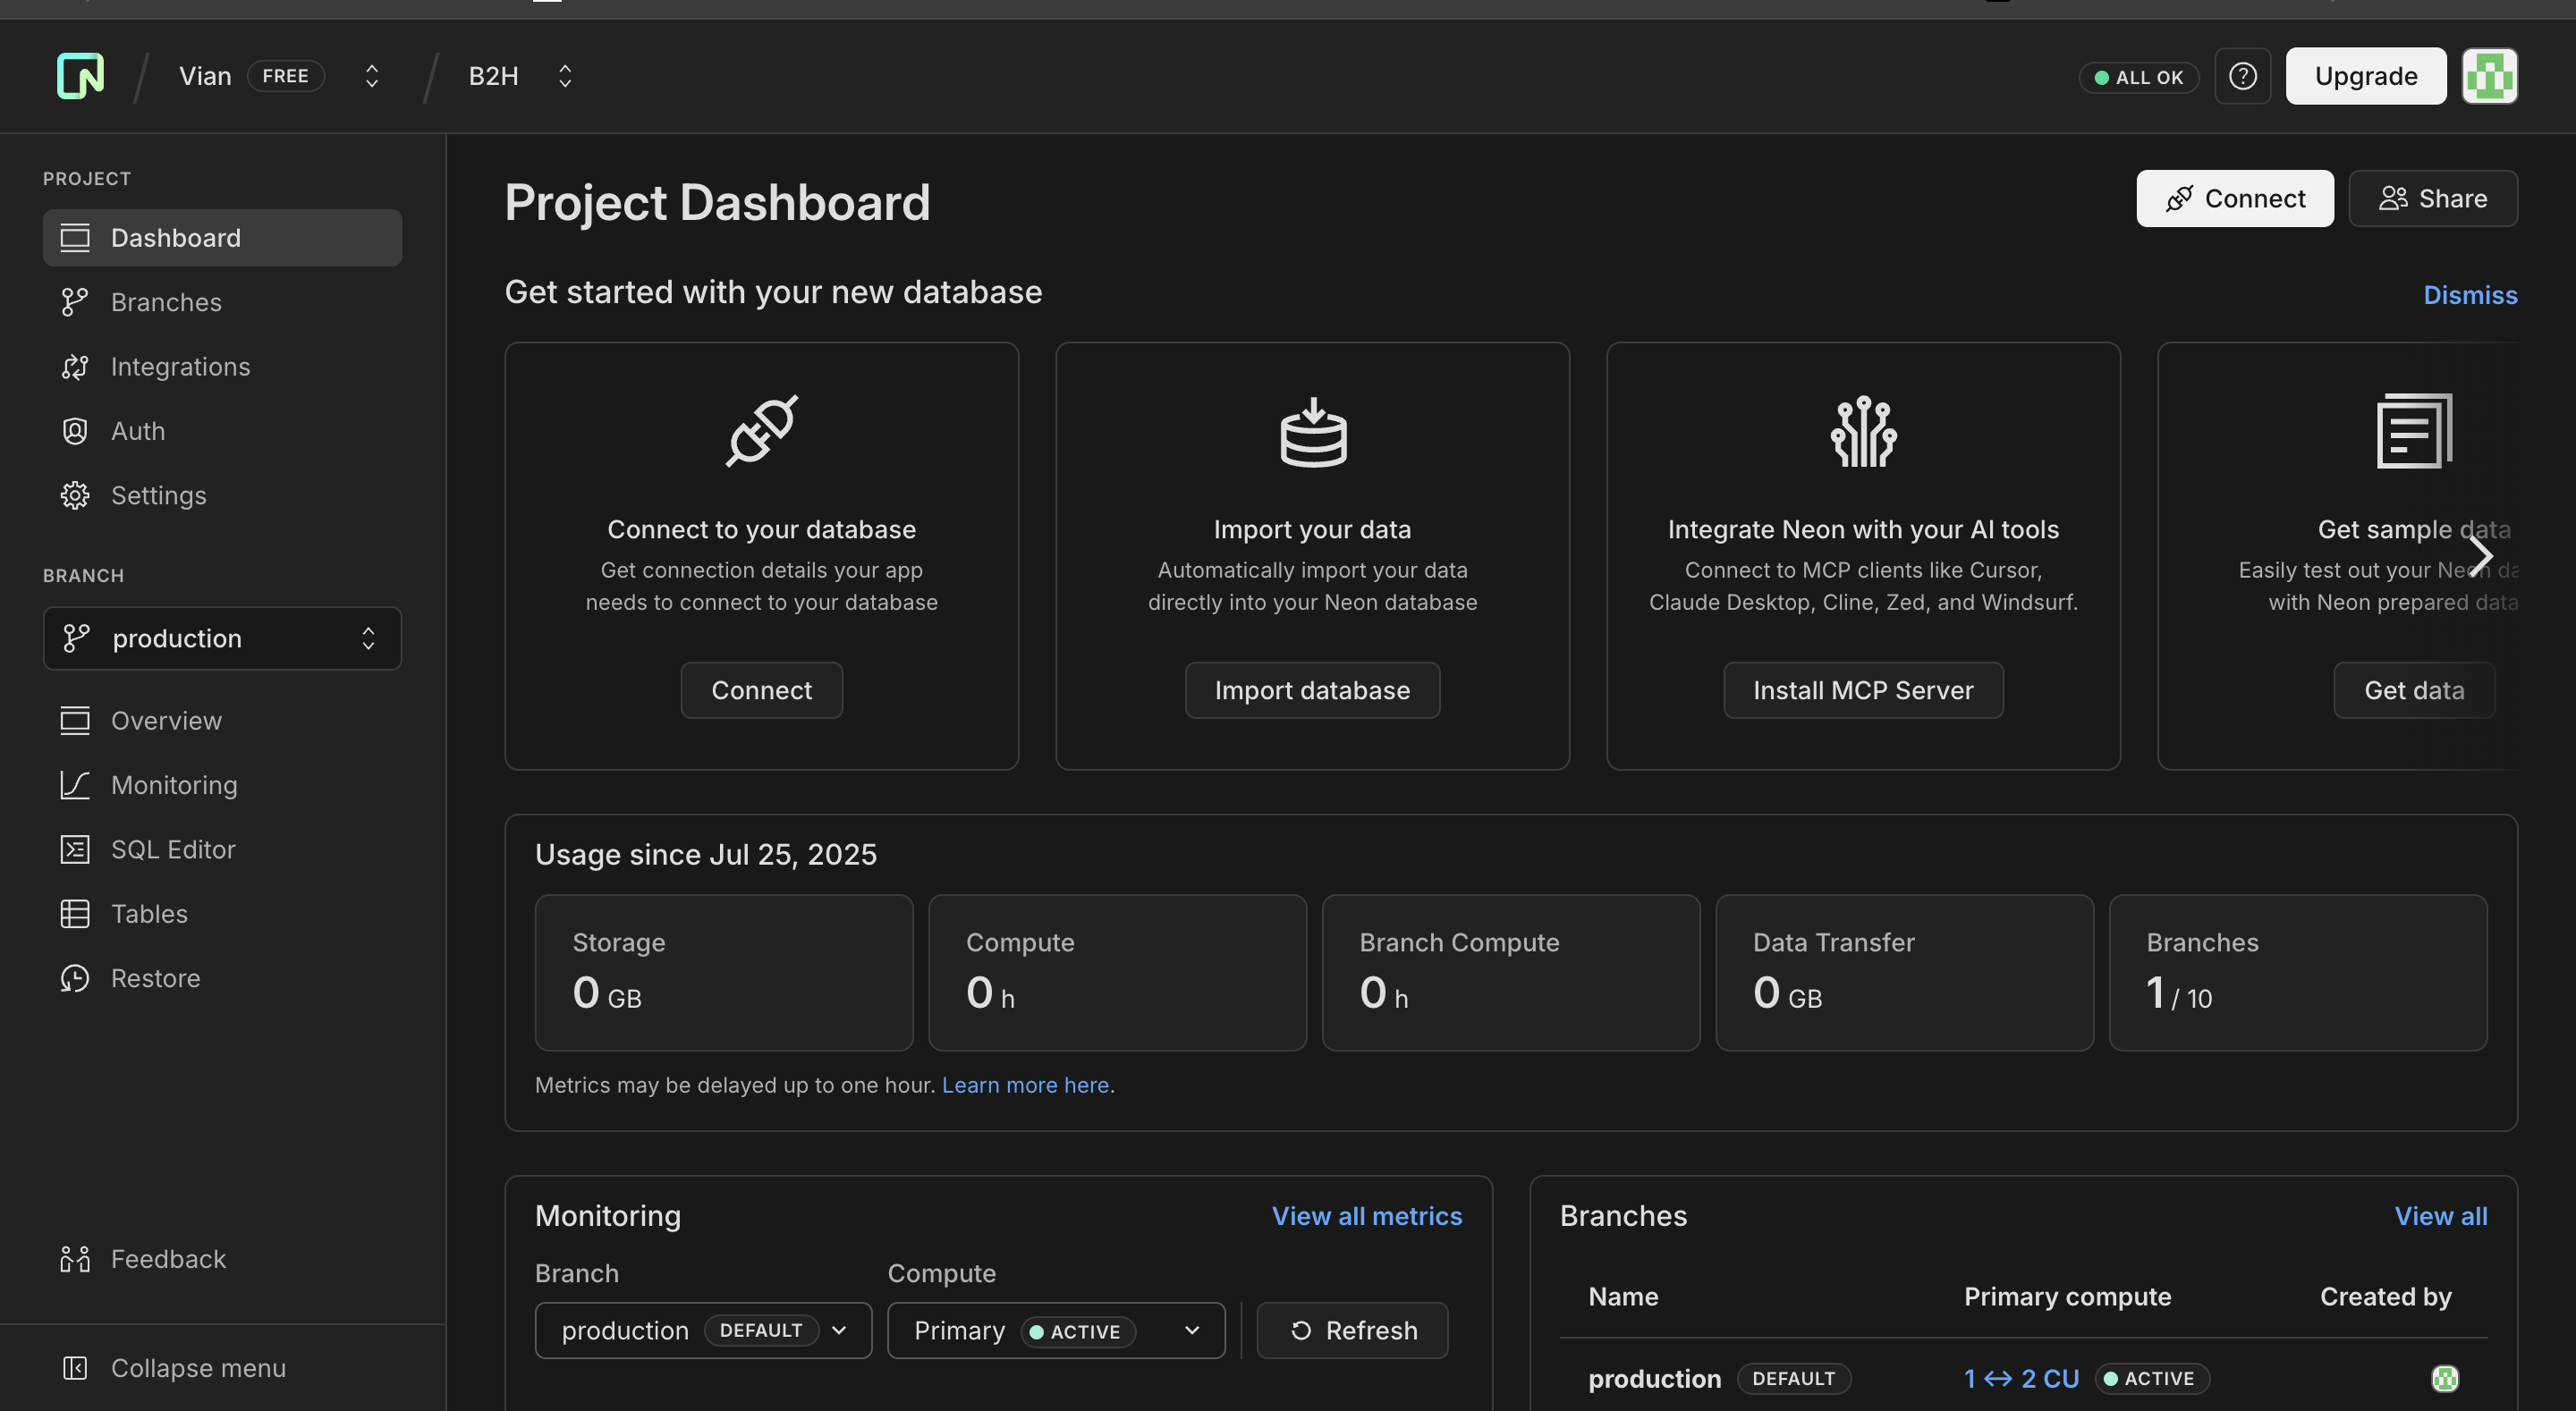 Vian FREE
B2H
ALL OK
Upgrade
PROJECT
Dashboard
Branches
Integrations
Auth
Settings
BRANCH
production
Overview
Monitoring
SQL Editor
Tables
Restore
Feedback
Collapse menu
Project Dashboard
Connect
Share
Get started with your new database
Dismiss
Connect to your database
Get connection details your app
needs to connect to your database
Connect
Import your data
Automatically import your data
directly into your Neon database
Import database
Integrate Neon with your AI tools
Connect to MCP clients like Cursor,
Claude Desktop, Cline, Zed, and Windsurf.
Install MCP Server
Get sample data
Easily test out your Neon da
with Neon prepared data
Get data
Usage since Jul 25, 2025
Storage
0 GB
Compute
0 h
Branch Compute
0 h
Data Transfer
0 GB
Branches
1 / 10
Metrics may be delayed up to one hour. Learn more here.
Monitoring
View all metrics
Branch
production DEFAULT
Compute
Primary ACTIVE
Refresh
Branches
View all
Name Primary compute Created by
production DEFAULT 1 ↔ 2 CU ACTIVE